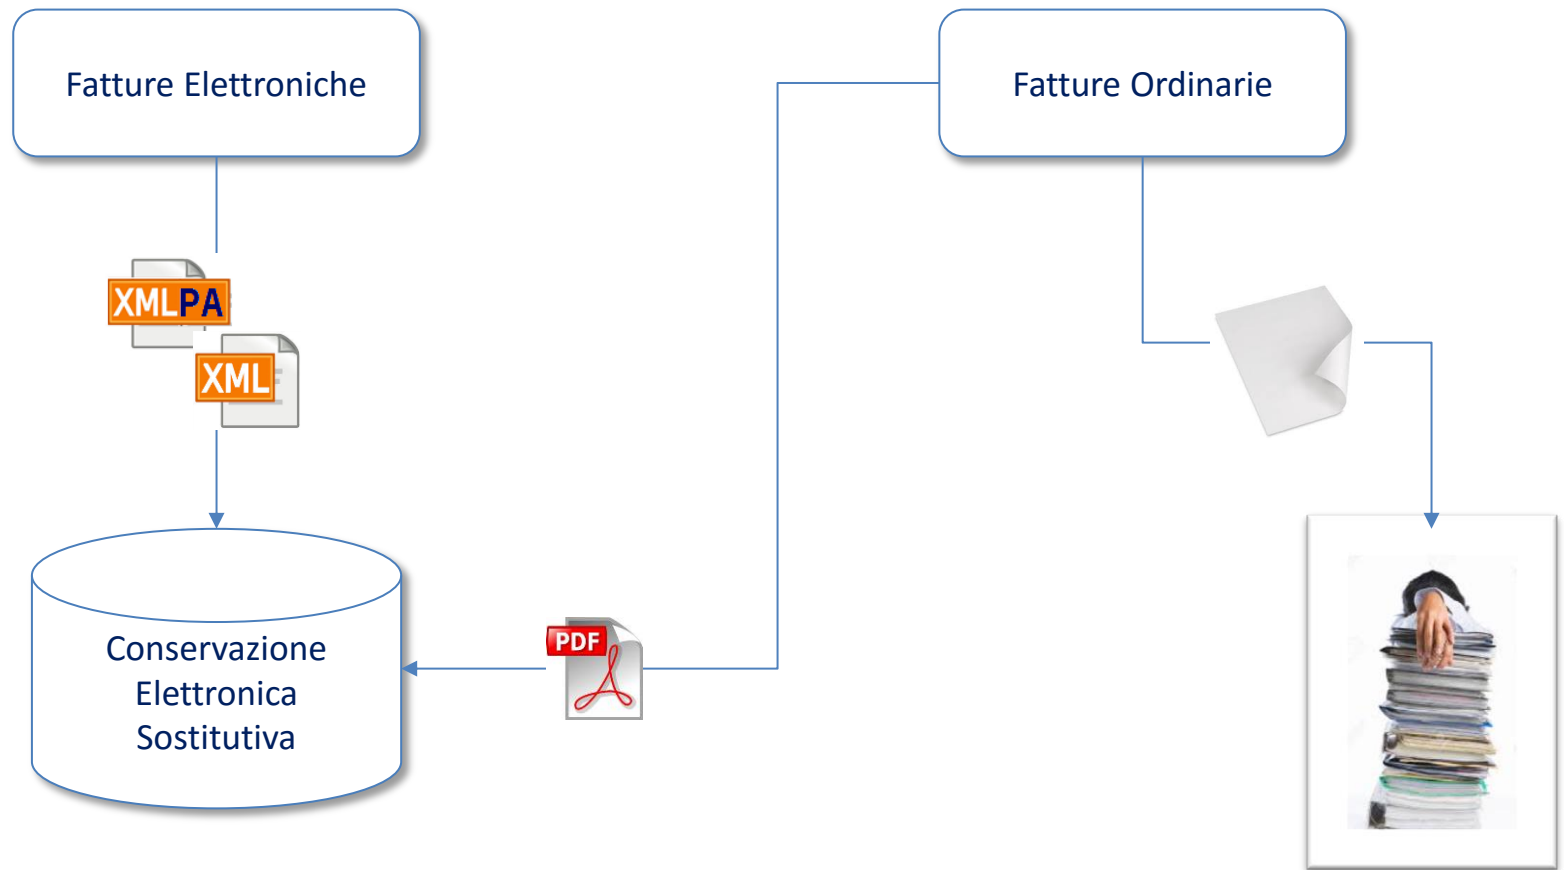 Fatture Elettroniche
Fatture Ordinarie
XMLPA
XML
PDF
Conservazione
Elettronica
Sostitutiva